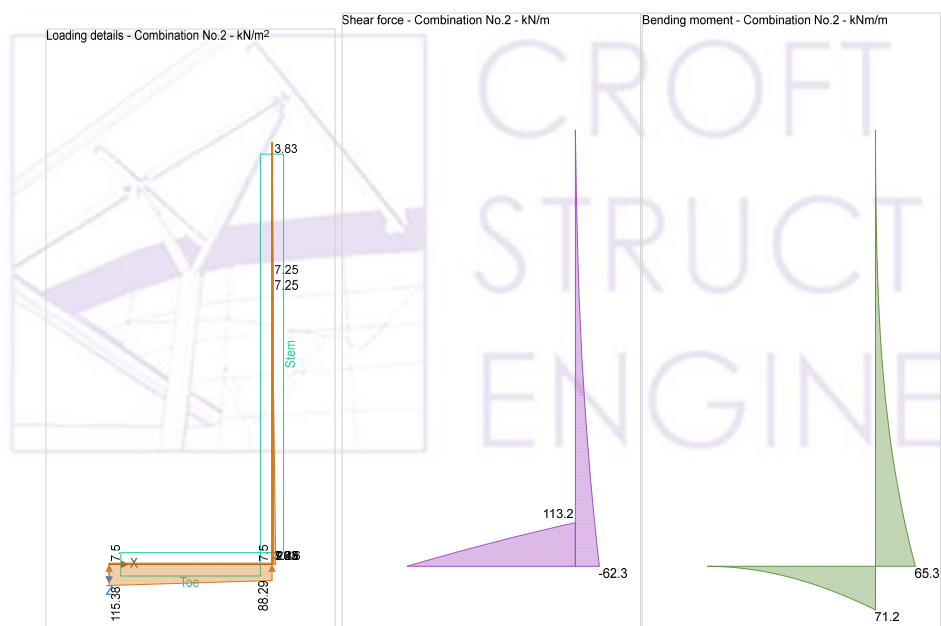 Loading details - Combination No.2 - kN/m²
Shear force - Combination No.2 - kN/m
Bending moment - Combination No.2 - kNm/m
CROFT
STRUCT
ENGINE
3.83
7.25
7.25
Stem
7.5
X
7.5
Toe
Z
115.38
88.29
113.2
-62.3
65.3
71.2